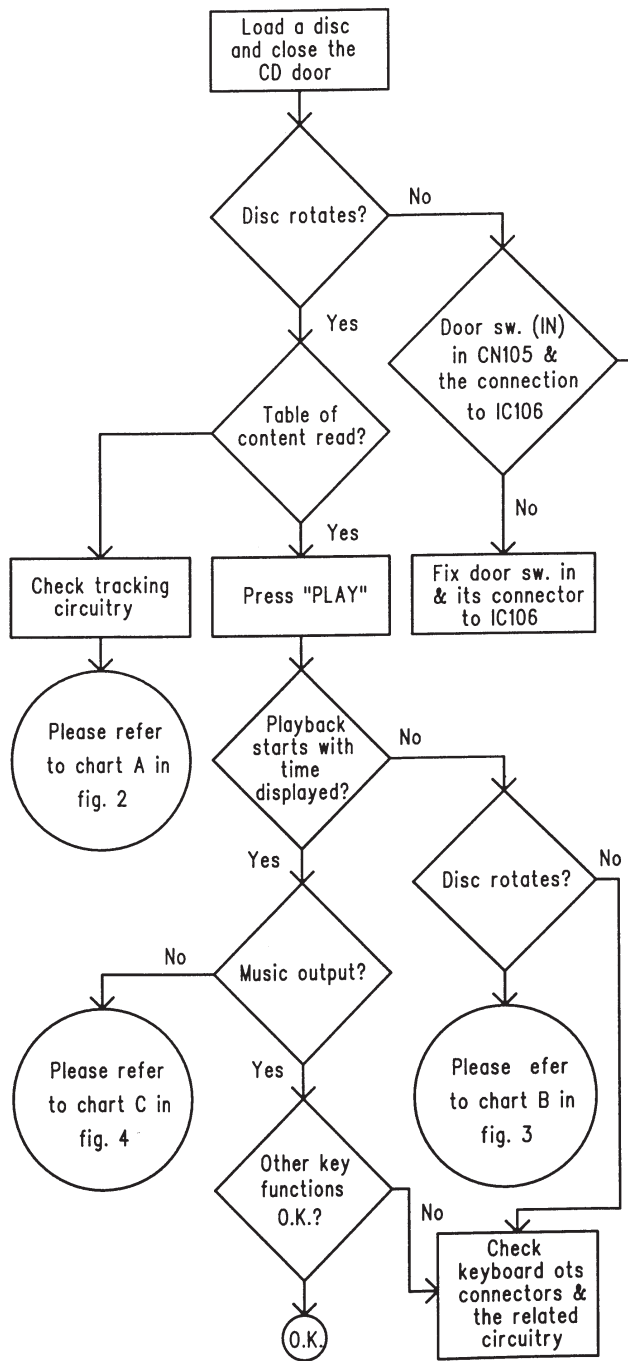 Load a disc
and close the
CD door
Disc rotates?
No
Yes
Door sw. (IN)
in CN105 &
the connection
to IC106
Table of
content read?
No
Yes
Check tracking
circuitry
Press "PLAY"
Fix door sw. in
& its connector
to IC106
Please refer
to chart A in
fig. 2
Playback
starts with
time
displayed?
No
Yes
Disc rotates?
No
Music output?
No
Yes
Please refer
to chart C in
fig. 4
Please efer
to chart B in
fig. 3
Other key
functions
O.K.?
No
Check
keyboard ots
connectors &
the related
circuitry
O.K.